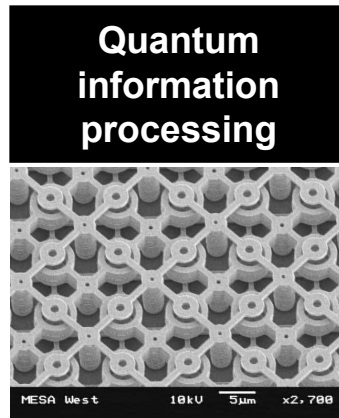 Quantum
information
processing
MESA West 10kV 5µm x2,700